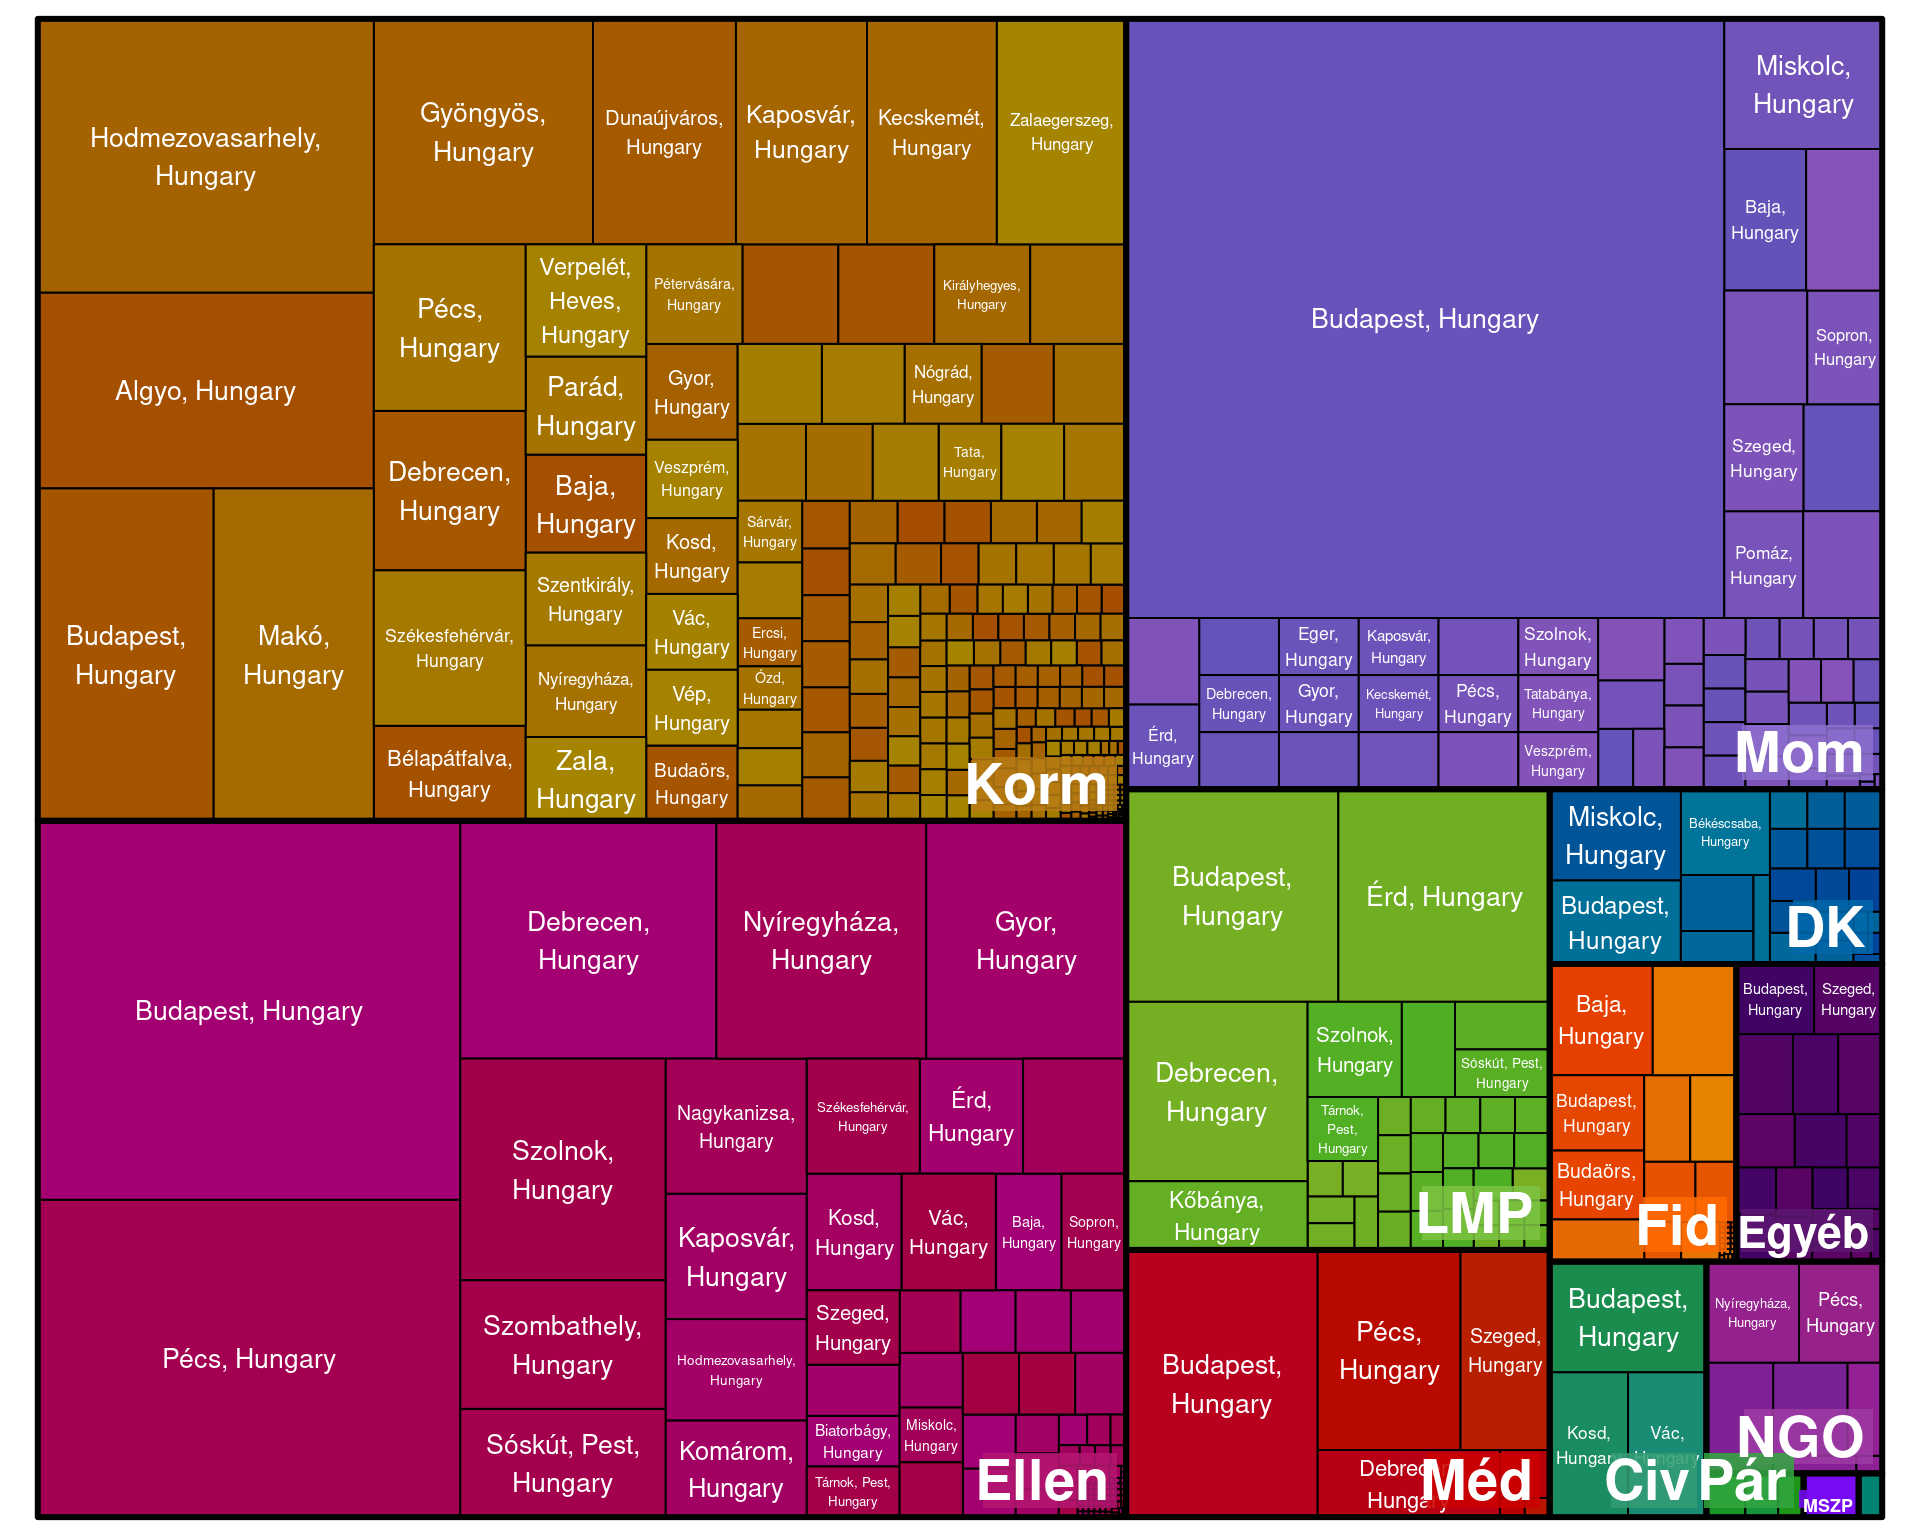 Hodmezovasarhely,
Hungary
Algyo, Hungary
Budapest,
Hungary
Makó,
Hungary
Gyöngyös,
Hungary
Dunaújváros,
Hungary
Kaposvár,
Hungary
Kecskemét,
Hungary
Zalaegerszeg,
Hungary
Pécs,
Hungary
Debrecen,
Hungary
Székesfehérvár,
Hungary
Bélapátfalva,
Hungary
Verpelét,
Heves,
Hungary
Parád,
Hungary
Baja,
Hungary
Szentkirály,
Hungary
Nyíregyháza,
Hungary
Zala,
Hungary
Pétervására,
Hungary
Királyhegyes,
Hungary
Gyor,
Hungary
Nógrád,
Hungary
Veszprém,
Hungary
Tata,
Hungary
Kosd,
Hungary
Sárvár,
Hungary
Vác,
Hungary
Ercsi,
Hungary
Vép,
Hungary
Ózd,
Hungary
Budaörs,
Hungary
Korm
Budapest, Hungary
Miskolc,
Hungary
Baja,
Hungary
Sopron,
Hungary
Szeged,
Hungary
Pomáz,
Hungary
Érd,
Hungary
Debrecen,
Hungary
Eger,
Hungary
Gyor,
Hungary
Kaposvár,
Hungary
Kecskemét,
Hungary
Pécs,
Hungary
Szolnok,
Hungary
Tatabánya,
Hungary
Veszprém,
Hungary
Mom
Budapest, Hungary
Pécs, Hungary
Debrecen,
Hungary
Nyíregyháza,
Hungary
Gyor,
Hungary
Szolnok,
Hungary
Szombathely,
Hungary
Sóskút, Pest,
Hungary
Nagykanizsa,
Hungary
Kaposvár,
Hungary
Hodmezovasarhely,
Hungary
Komárom,
Hungary
Székesfehérvár,
Hungary
Érd,
Hungary
Kosd,
Hungary
Vác,
Hungary
Baja,
Hungary
Sopron,
Hungary
Szeged,
Hungary
Biatorbágy,
Hungary
Miskolc,
Hungary
Tárnok, Pest,
Hungary
Ellen
Budapest,
Hungary
Érd, Hungary
Debrecen,
Hungary
Kőbánya,
Hungary
Szolnok,
Hungary
Sóskút, Pest,
Hungary
Tárnok,
Pest,
Hungary
LMP
Miskolc,
Hungary
Budapest,
Hungary
Békéscsaba,
Hungary
DK
Baja,
Hungary
Budapest,
Hungary
Budaörs,
Hungary
Fid
Budapest,
Hungary
Szeged,
Hungary
Egyéb
Budapest,
Hungary
Pécs,
Hungary
Szeged,
Hungary
Debrecen,
Hungary
Méd
Budapest,
Hungary
Kosd,
Hungary
Vác,
Hungary
Civ
Nyíregyháza,
Hungary
Pécs,
Hungary
NGO
Pár
MSZP